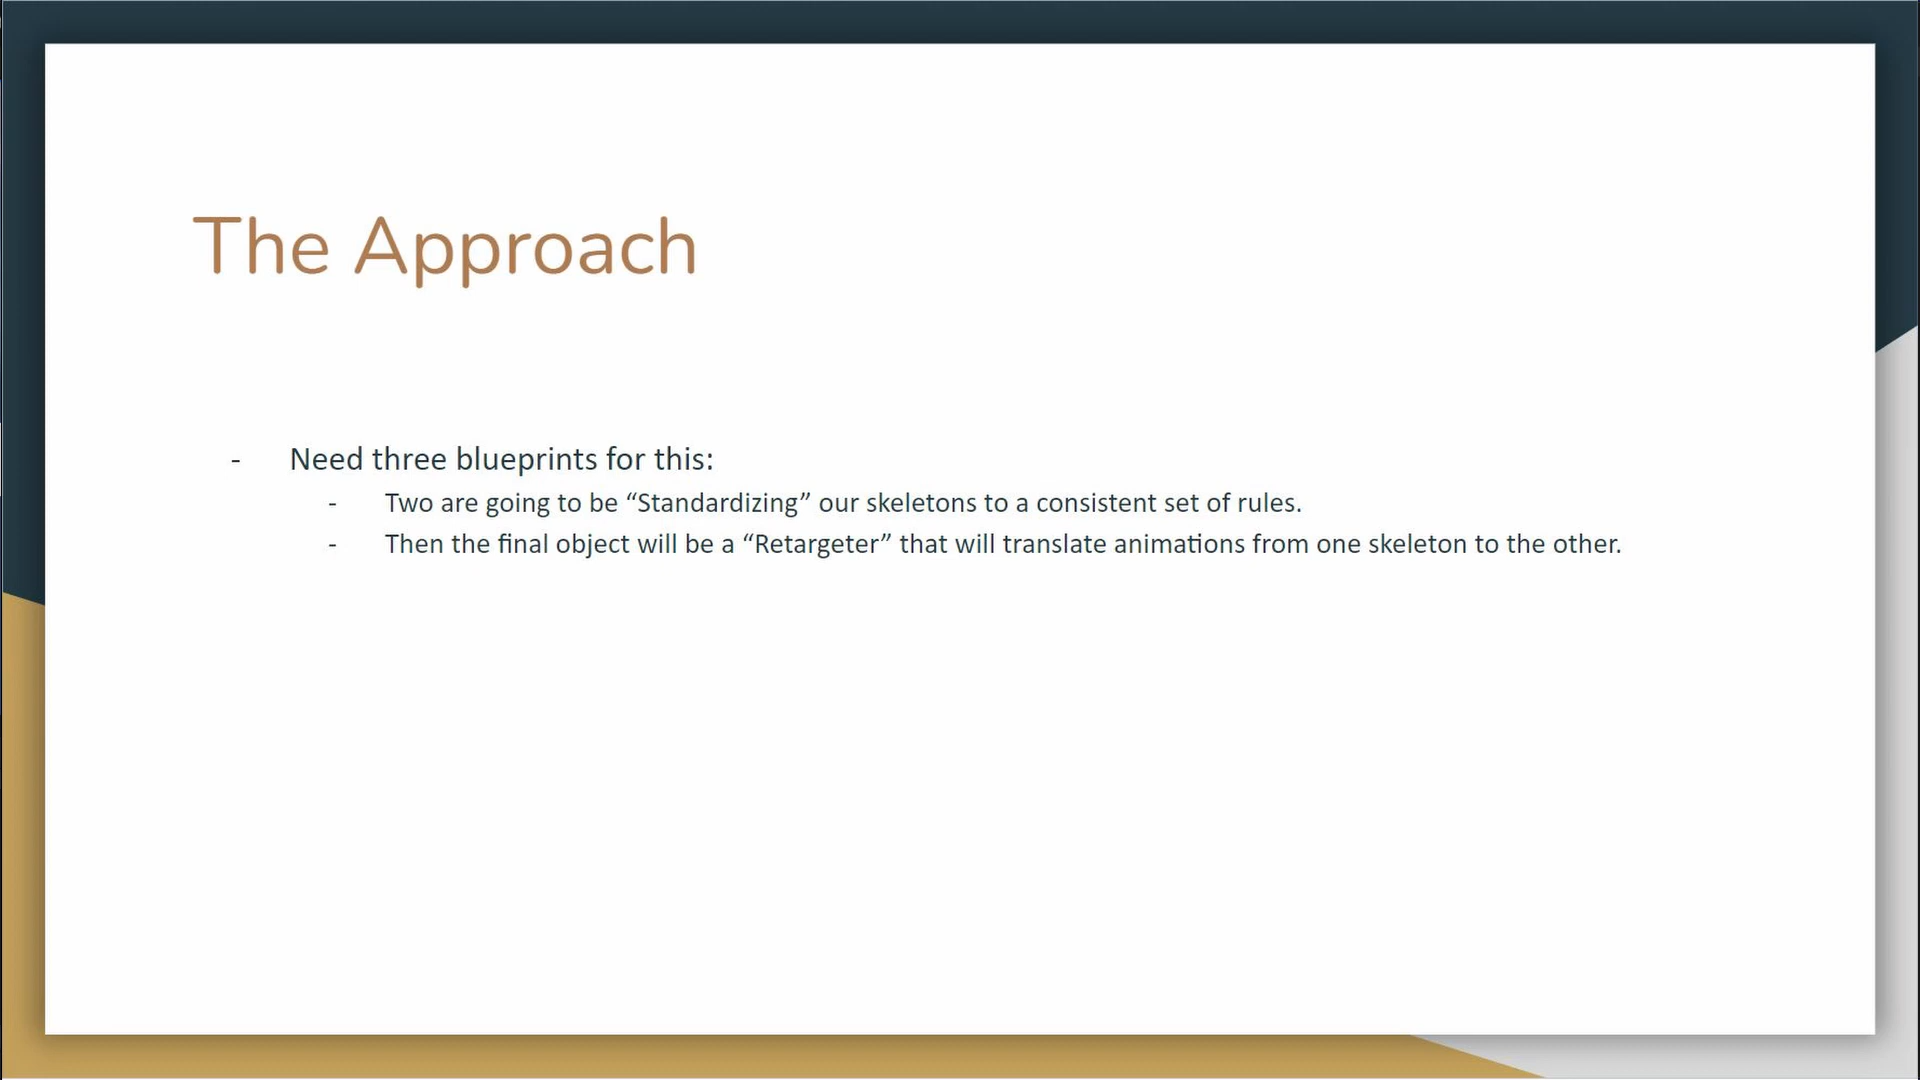 The Approach
- Need three blueprints for this:
- Two are going to be “Standardizing” our skeletons to a consistent set of rules.
- Then the final object will be a “Retargeter” that will translate animations from one skeleton to the other.